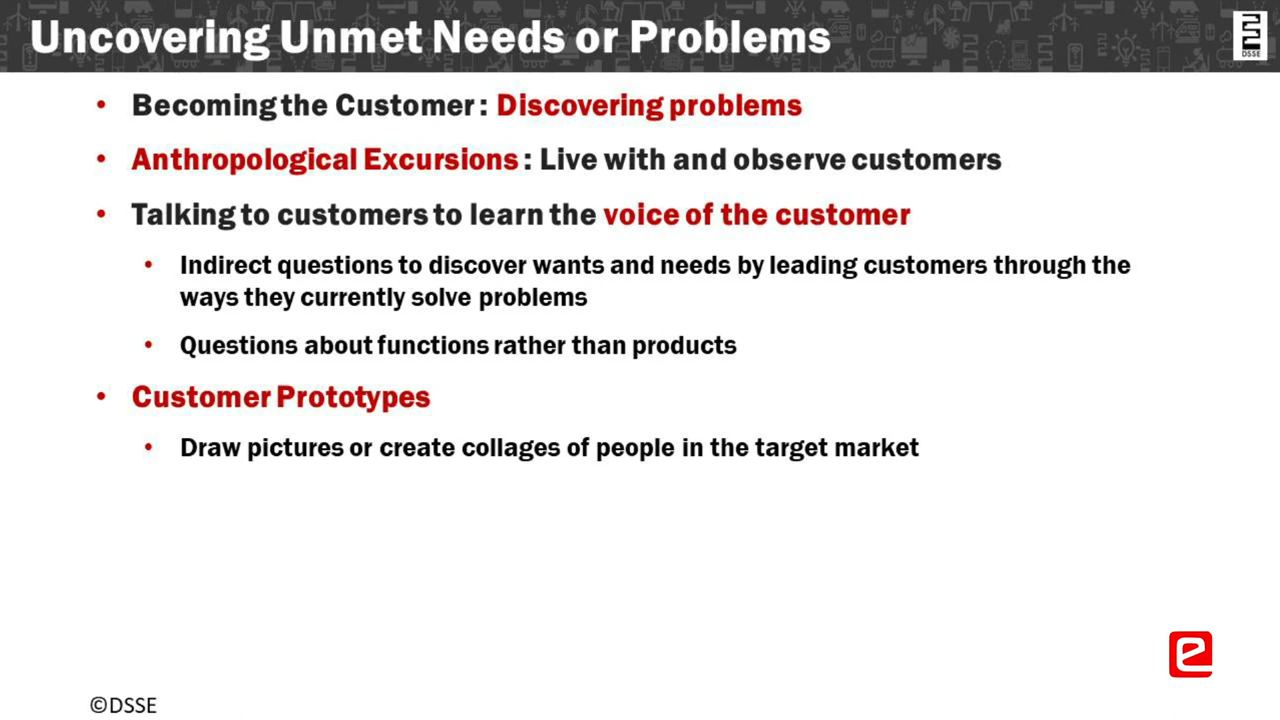 Uncovering Unmet Needs or Problems
DSSE
• Becoming the Customer : Discovering problems
• Anthropological Excursions : Live with and observe customers
• Talking to customers to learn the voice of the customer
• Indirect questions to discover wants and needs by leading customers through the
ways they currently solve problems
• Questions about functions rather than products
• Customer Prototypes
• Draw pictures or create collages of people in the target market
e
©DSSE